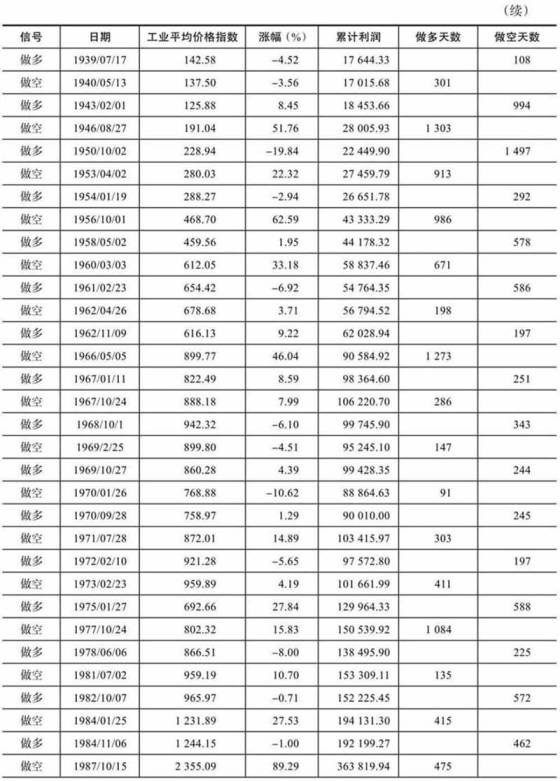 (续)
信号 日期 工业平均价格指数 涨幅 (%) 累计利润 做多天数 做空天数
做多 1939/07/17 142.58 -4.52 17 644.33 108
做空 1940/05/13 137.50 -3.56 17 015.68 301
做多 1943/02/01 125.88 8.45 18 453.66 994
做空 1946/08/27 191.04 51.76 28 005.93 1 303
做多 1950/10/02 228.94 -19.84 22 449.90 1 497
做空 1953/04/02 280.03 22.32 27 459.79 913
做多 1954/01/19 288.27 -2.94 26 651.78 292
做空 1956/10/01 468.70 62.59 43 333.29 986
做多 1958/05/02 459.56 1.95 44 178.32 578
做空 1960/03/03 612.05 33.18 58 837.46 671
做多 1961/02/23 654.42 -6.92 54 764.35 586
做空 1962/04/26 678.68 3.71 56 794.52 198
做多 1962/11/09 616.13 9.22 62 028.94 197
做空 1966/05/05 899.77 46.04 90 584.92 1 273
做多 1967/01/11 822.49 8.59 98 364.60 251
做空 1967/10/24 888.18 7.99 106 220.70 286
做多 1968/10/1 942.32 -6.10 99 745.90 343
做空 1969/2/25 899.80 -4.51 95 245.10 147
做多 1969/10/27 860.28 4.39 99 428.35 244
做空 1970/01/26 768.88 -10.62 88 864.63 91
做多 1970/09/28 758.97 1.29 90 010.00 245
做空 1971/07/28 872.01 14.89 103 415.97 303
做多 1972/02/10 921.28 -5.65 97 572.80 197
做空 1973/02/23 959.89 4.19 101 661.99 411
做多 1975/01/27 692.66 27.84 129 964.33 588
做空 1977/10/24 802.32 15.83 150 539.92 1 084
做多 1978/06/06 866.51 -8.00 138 495.90 225
做空 1981/07/02 959.19 10.70 153 309.11 135
做多 1982/10/07 965.97 -0.71 152 225.45 572
做空 1984/01/25 1 231.89 27.53 194 131.30 415
做多 1984/11/06 1 244.15 -1.00 192 199.27 462
做空 1987/10/15 2 355.09 89.29 363 819.94 475